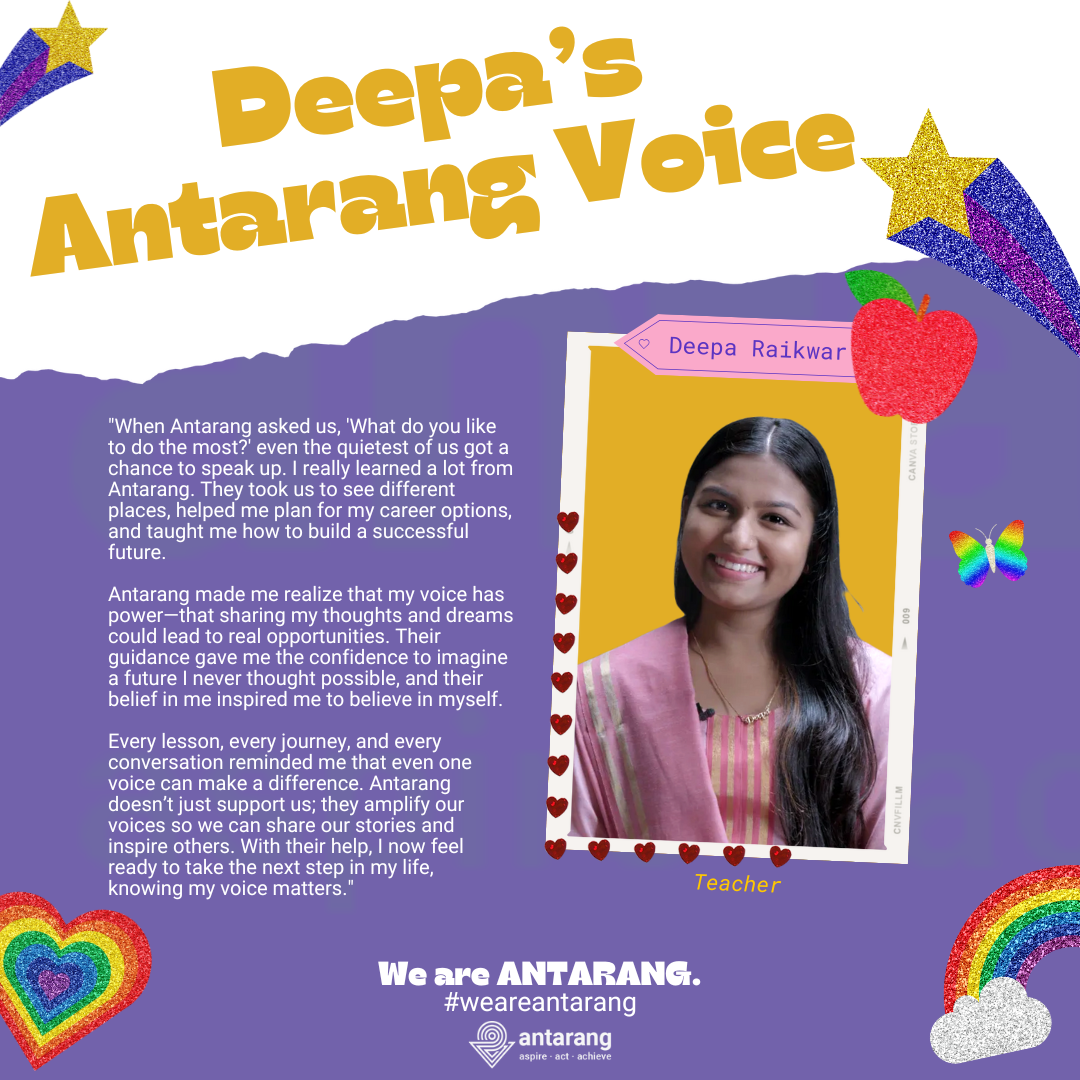 Deepa's
Antarang Voice
Deepa Raikwar
"When Antarang asked us, 'What do you like
to do the most?' even the quietest of us got a
chance to speak up. I really learned a lot from
Antarang. They took us to see different
places, helped me plan for my career options,
and taught me how to build a successful
future.
Antarang made me realize that my voice has
power—that sharing my thoughts and dreams
could lead to real opportunities. Their
guidance gave me the confidence to imagine
a future I never thought possible, and their
belief in me inspired me to believe in myself.
Every lesson, every journey, and every
conversation reminded me that even one
voice can make a difference. Antarang
doesn't just support us; they amplify our
voices so we can share our stories and
inspire others. With their help, I now feel
ready to take the next step in my life,
knowing my voice matters."
CANVA STO
009
CNVFILLM
Deepa
Teacher
We are ANTARANG.
#weareantarang
antarang
aspire · act · achieve